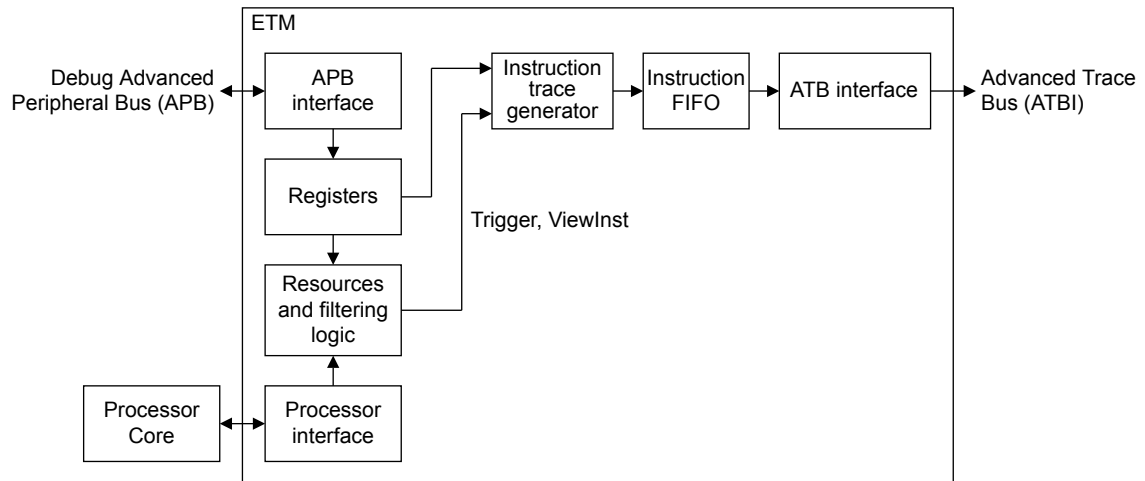 ETM
Debug Advanced
Peripheral Bus (APB)
APB
interface
Instruction
trace
generator
Instruction
FIFO
ATB interface
Advanced Trace
Bus (ATBI)
Registers
Trigger, ViewInst
Resources
and filtering
logic
Processor
Core
Processor
interface